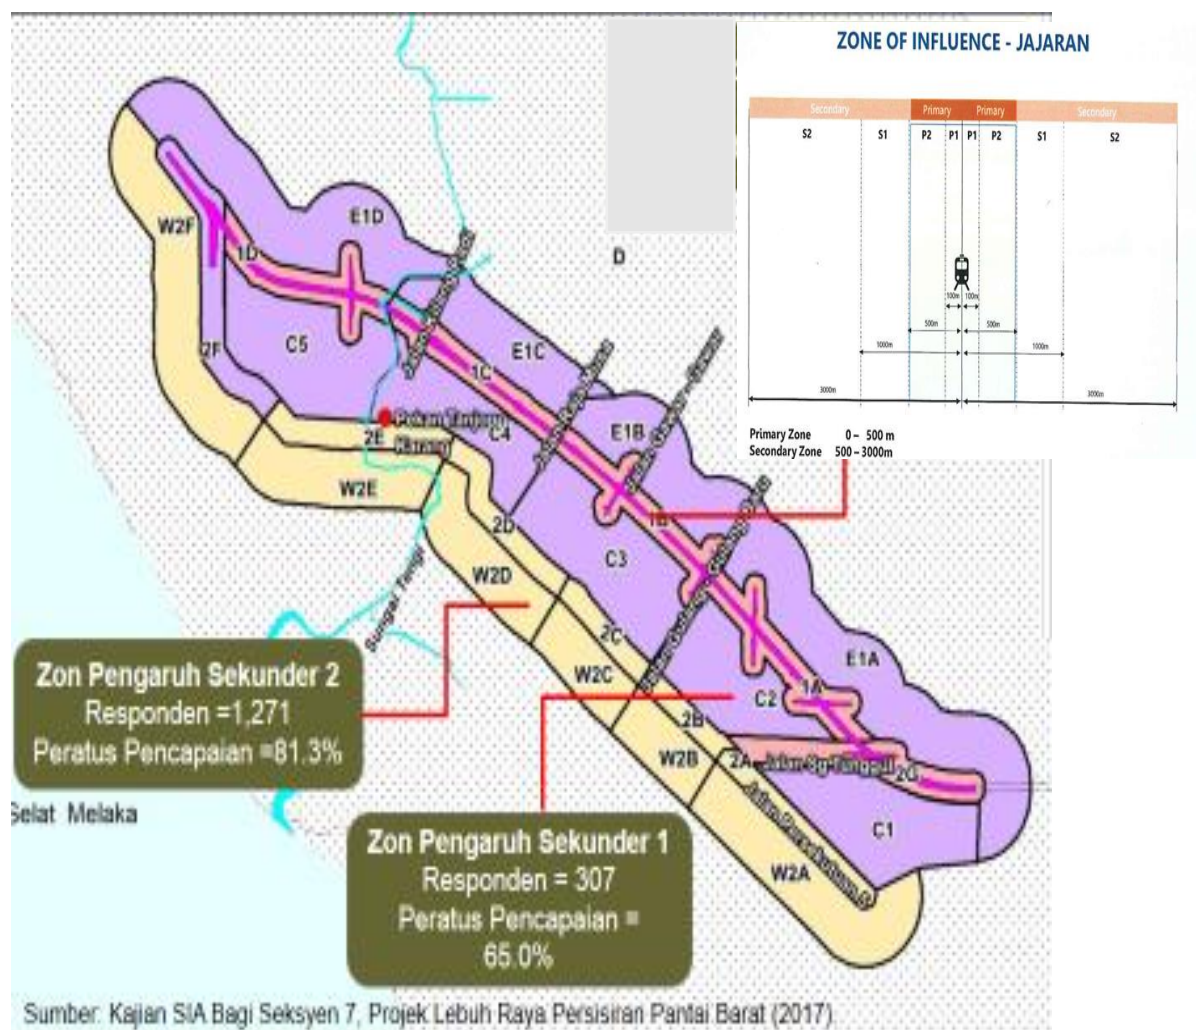 ZONE OF INFLUENCE - JAJARAN
Secondary
Primary
Primary
Secondary
S2
S1
P2
P1
P1
P2
S1
S2
100m
100m
500m
500m
1000m
1000m
3000m
3000m
Primary Zone 0 – 500 m
Secondary Zone 500 – 3000m
E1D
W2F
1D
D
2F
C5
E1C
1C
Pekan Tanjong
Karang
C4
E1B
2E
W2E
2D
1B
C3
W2D
Sungai Tengi
2C
E1A
W2C
1A
C2
2B
W2B
2A
Jalan Sg Tanggul
2G
C1
W2A
Zon Pengaruh Sekunder 2
Responden =1,271
Peratus Pencapaian =81.3%
Selat Melaka
Zon Pengaruh Sekunder 1
Responden = 307
Peratus Pencapaian =
65.0%
Sumber: Kajian SIA Bagi Seksyen 7, Projek Lebuh Raya Persisiran Pantai Barat (2017)